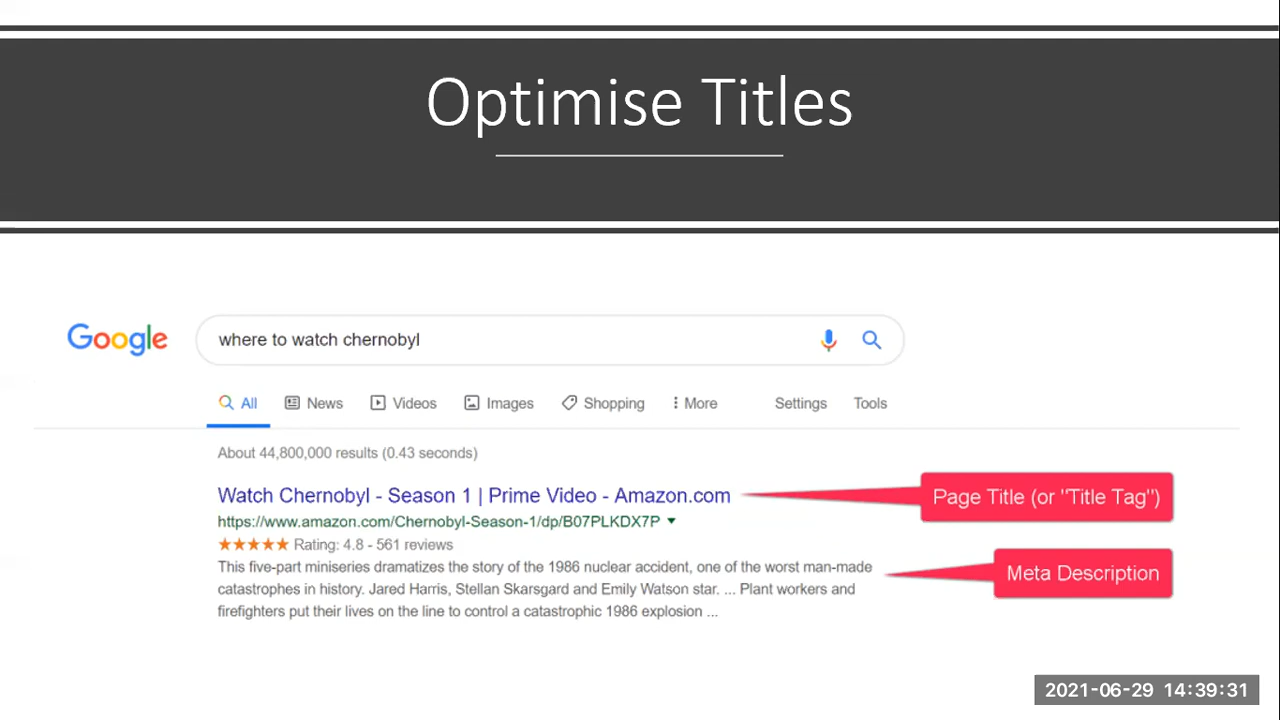 Optimise Titles
Google
where to watch chernobyl
All News Videos Images Shopping More Settings Tools
About 44,800,000 results (0.43 seconds)
Watch Chernobyl - Season 1 | Prime Video - Amazon.com
Page Title (or "Title Tag")
https://www.amazon.com/Chernobyl-Season-1/dp/B07PLKDX7P
Rating: 4.8 - 561 reviews
This five-part miniseries dramatizes the story of the 1986 nuclear accident, one of the worst man-made
Meta Description
catastrophes in history. Jared Harris, Stellan Skarsgard and Emily Watson star. ... Plant workers and
firefighters put their lives on the line to control a catastrophic 1986 explosion ...
2021-06-29 14:39:31